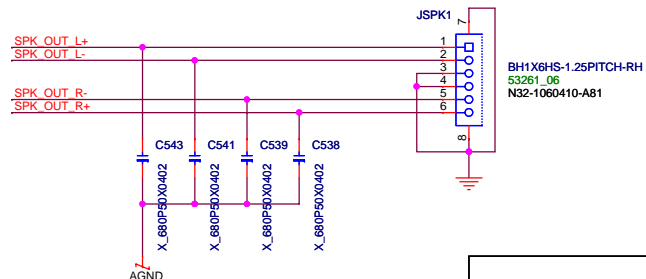 JSPK1
7
SPK_OUT_L+ 1
SPK_OUT_L- 2
3
4
SPK_OUT_R- 5
SPK_OUT_R+ 6
BH1X6HS-1.25PITCH-RH
53261_06
N32-1060410-A81
8
C543 C541 C539 C538
X_680P50X0402 X_680P50X0402 X_680P50X0402 X_680P50X0402
AGND